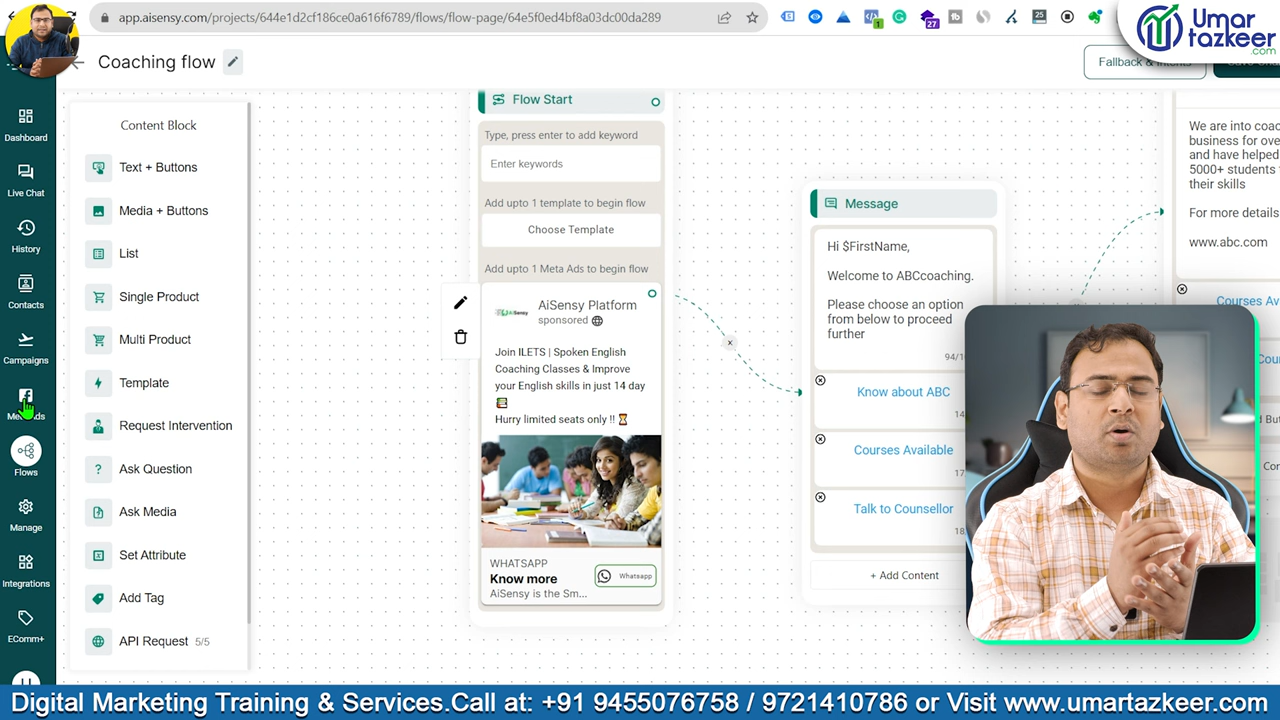 app.aisensy.com/projects/644e1d2cf186ce0a616f6789/flows/flow-page/64e5f0ed4bf8a03dc00da289
27
25
Umar
tazkeer
.com
Coaching flow
Fallback & Intents
Dashboard
Live Chat
History
Contacts
Campaigns
Flows
Manage
Integrations
EComm+
Content Block
Text + Buttons
Media + Buttons
List
Single Product
Multi Product
Template
Request Intervention
Ask Question
Ask Media
Set Attribute
Add Tag
API Request 5/5
Flow Start
Type, press enter to add keyword
Enter keywords
Add upto 1 template to begin flow
Choose Template
Add upto 1 Meta Ads to begin flow
AiSensy Platform
sponsored
Join ILETS | Spoken English
Coaching Classes & Improve
your English skills in just 14 day
Hurry limited seats only !!
WHATSAPP
Know more
AiSensy is the Sm...
Whatsapp
Message
Hi $FirstName,
Welcome to ABCcoaching.
Please choose an option
from below to proceed
further
94/
Know about ABC
14
Courses Available
17
Talk to Counsellor
18
+ Add Content
We are into
business for
and have helped
5000+ students
their skills
For more details
www.abc.com
Courses
Digital Marketing Training & Services.Call at: +91 9455076758 / 9721410786 or Visit www.umartazkeer.com